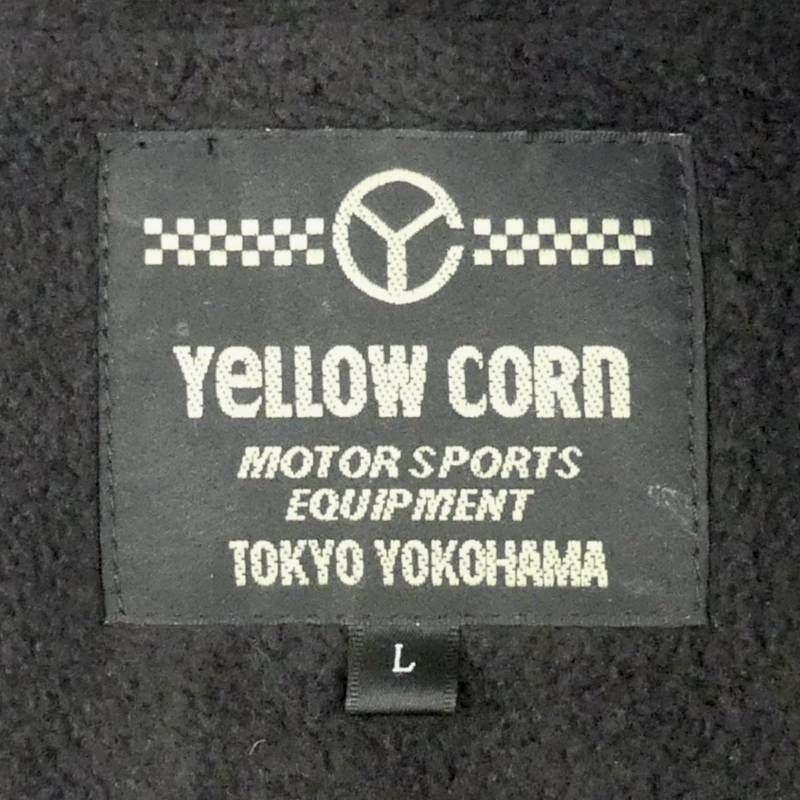 YeLLOW CORn
MOTOR SPORTS
EQUIPMENT
TOKYO YOKOHAMA
L